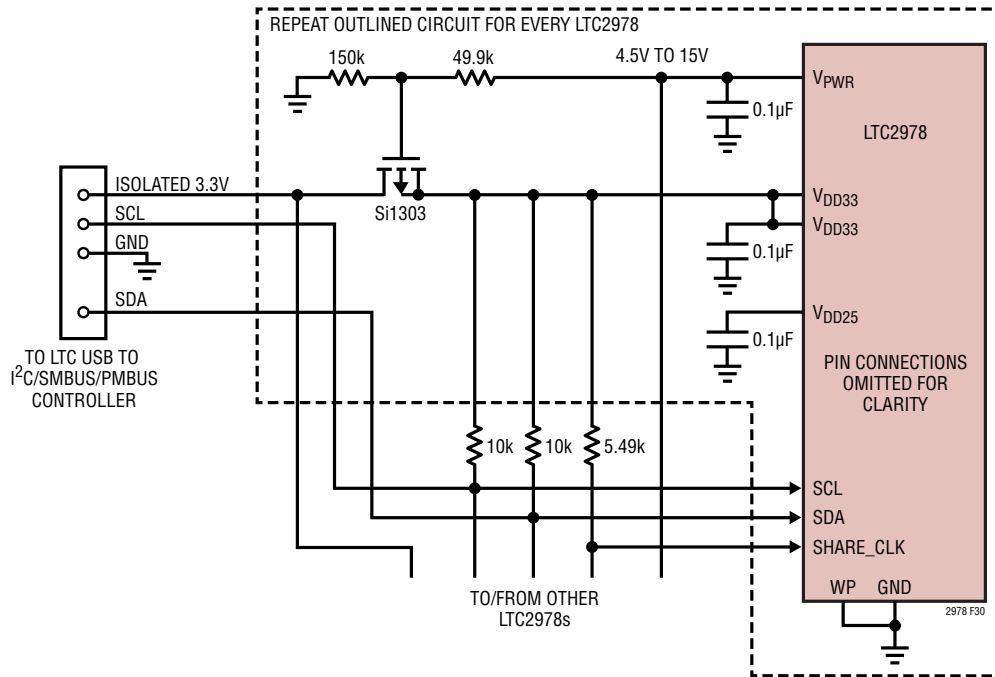 REPEAT OUTLINED CIRCUIT FOR EVERY LTC2978
150k
49.9k
4.5V TO 15V
VPWR
0.1µF
LTC2978
ISOLATED 3.3V
Si1303
VDD33
SCL
VDD33
GND
0.1µF
SDA
VDD25
0.1µF
TO LTC USB TO
I²C/SMBUS/PMBUS
CONTROLLER
PIN CONNECTIONS
OMITTED FOR
CLARITY
10k
10k
5.49k
SCL
SDA
SHARE_CLK
TO/FROM OTHER
LTC2978s
WP
GND
2978 F30